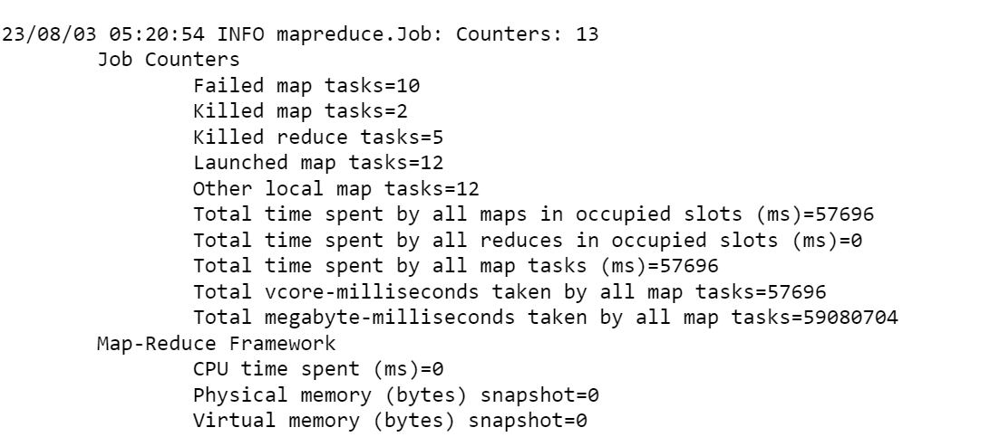 23/08/03 05:20:54 INFO mapreduce.Job: Counters: 13
Job Counters
Failed map tasks=10
Killed map tasks=2
Killed reduce tasks=5
Launched map tasks=12
Other local map tasks=12
Total time spent by all maps in occupied slots (ms)=57696
Total time spent by all reduces in occupied slots (ms)=0
Total time spent by all map tasks (ms)=57696
Total vcore-milliseconds taken by all map tasks=57696
Total megabyte-milliseconds taken by all map tasks=59080704
Map-Reduce Framework
CPU time spent (ms)=0
Physical memory (bytes) snapshot=0
Virtual memory (bytes) snapshot=0